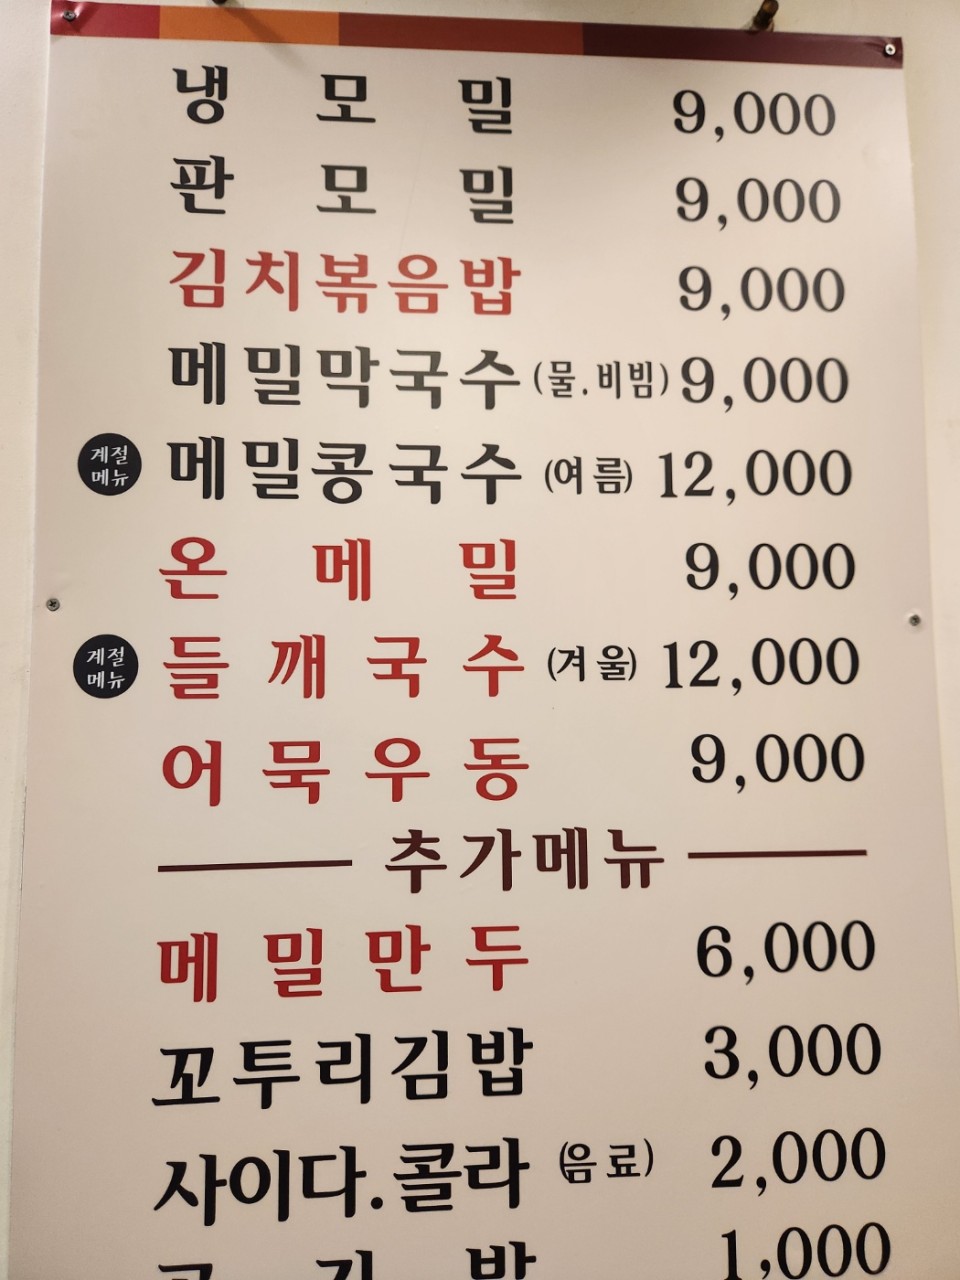 냉 모 밀 9,000
판 모 밀 9,000
김치볶음밥 9,000
메밀막국수 (물.비빔) 9,000
계절 메뉴 메밀콩국수 (여름) 12,000
온 메 밀 9,000
계절 메뉴 들 깨 국 수 (겨울) 12,000
어 묵 우 동 9,000
추가메뉴
메 밀 만 두 6,000
꼬투리김밥 3,000
사이다.콜라 (음료) 2,000
공 기 밥 1,000